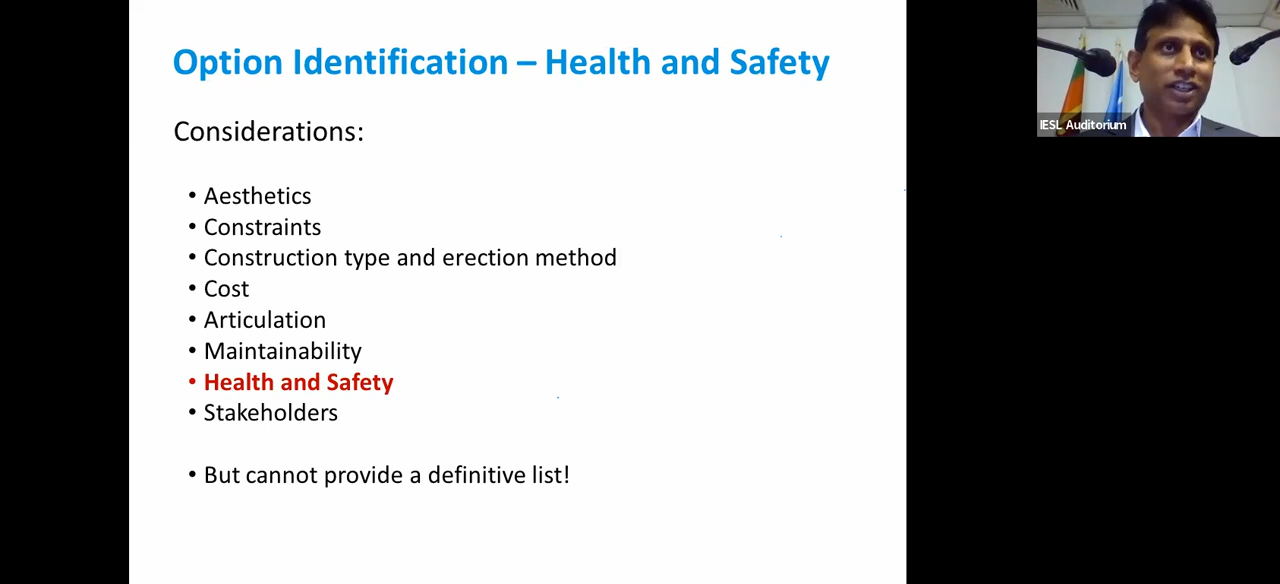 Option Identification – Health and Safety
Considerations:
• Aesthetics
• Constraints
• Construction type and erection method
• Cost
• Articulation
• Maintainability
• Health and Safety
• Stakeholders
• But cannot provide a definitive list!
IESL Auditorium